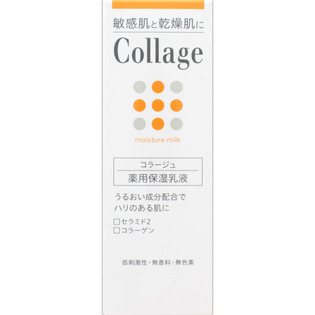 敏感肌と乾燥肌に
Collage
moisture milk
コラージュ
薬用保湿乳液
うるおい成分配合で
ハリのある肌に
□セラミド2
□コラーゲン
低刺激性・無香料・無色素